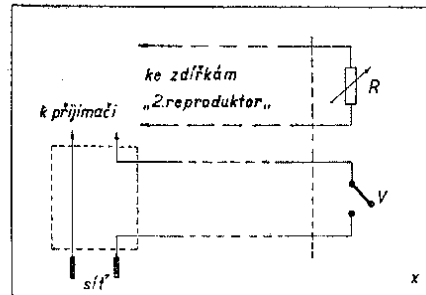 ke zdířkám
„2.reproduktor„
R
k přijímači
V
síť
x